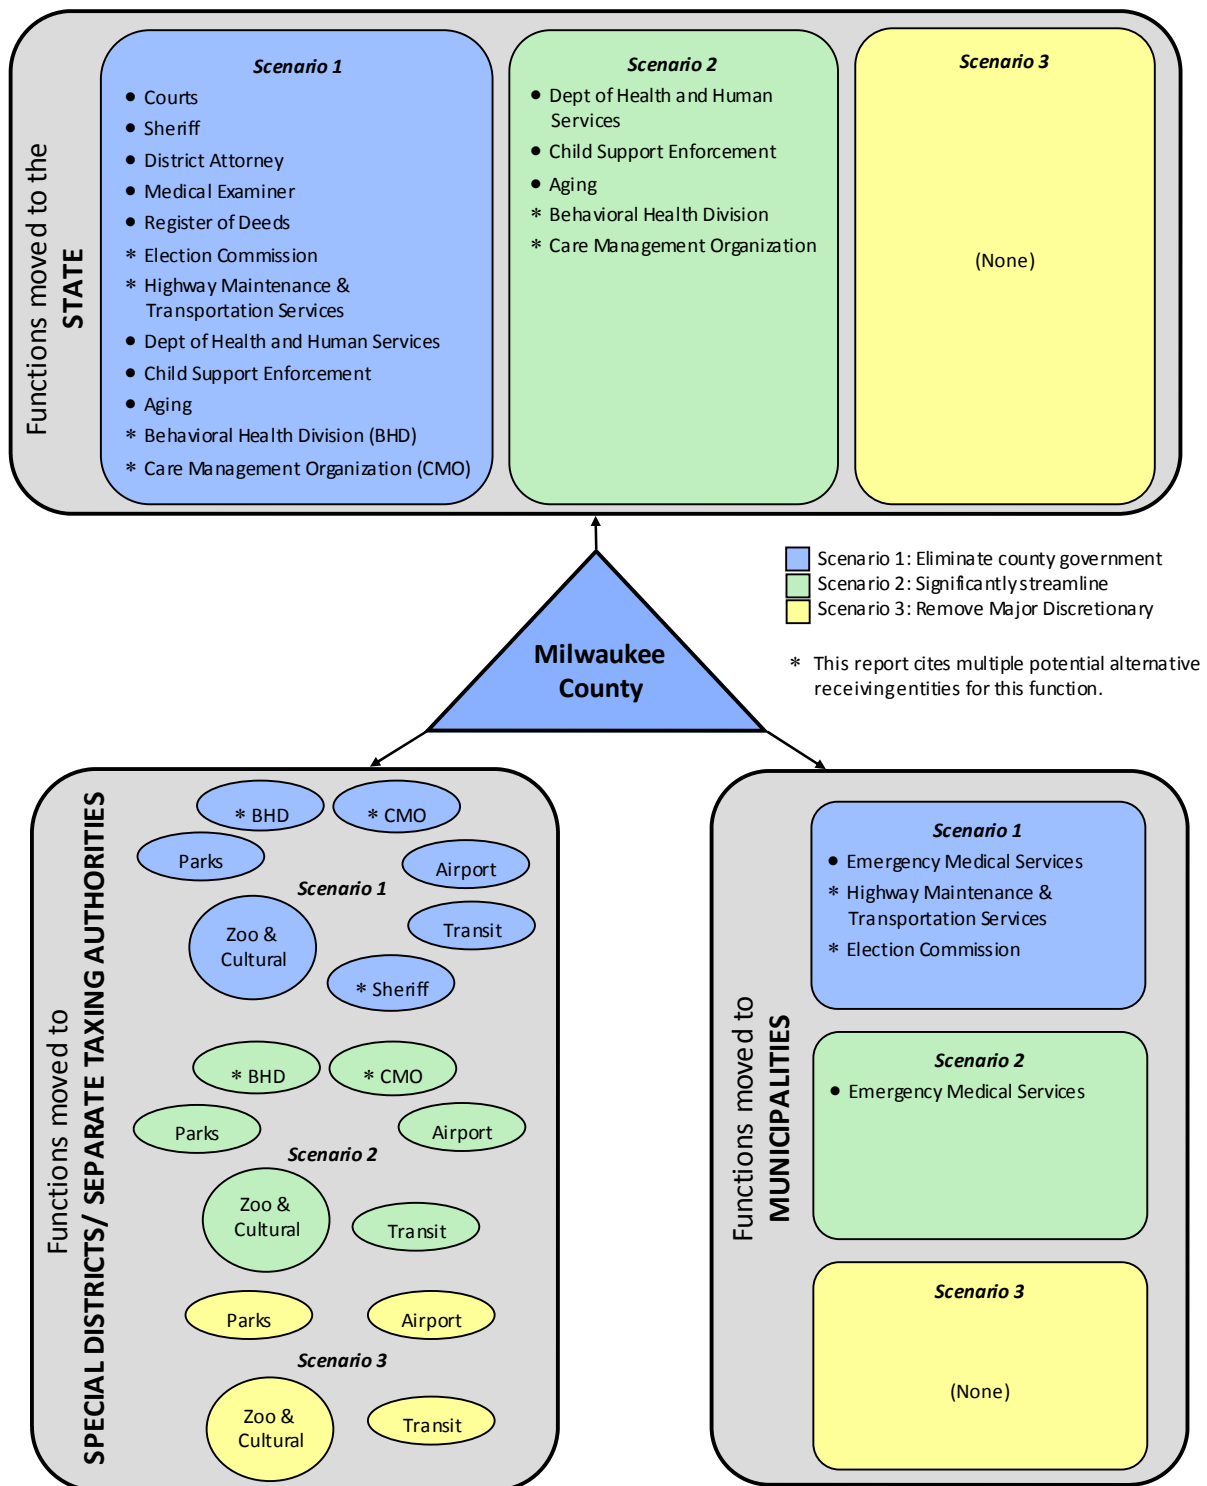 Functions moved to the
STATE
Scenario 1
• Courts
• Sheriff
• District Attorney
• Medical Examiner
• Register of Deeds
* Election Commission
* Highway Maintenance &
Transportation Services
• Dept of Health and Human Services
• Child Support Enforcement
• Aging
* Behavioral Health Division (BHD)
* Care Management Organization (CMO)
Scenario 2
• Dept of Health and Human
Services
• Child Support Enforcement
• Aging
* Behavioral Health Division
* Care Management Organization
Scenario 3
(None)
Scenario 1: Eliminate county government
Scenario 2: Significantly streamline
Scenario 3: Remove Major Discretionary
* This report cites multiple potential alternative
receiving entities for this function.
Milwaukee
County
Functions moved to
SPECIAL DISTRICTS/ SEPARATE TAXING AUTHORITIES
* BHD
* CMO
Parks
Airport
Scenario 1
Zoo &
Cultural
Transit
* Sheriff
* BHD
* CMO
Parks
Airport
Scenario 2
Zoo &
Cultural
Transit
Parks
Airport
Scenario 3
Zoo &
Cultural
Transit
Functions moved to
MUNICIPALITIES
Scenario 1
• Emergency Medical Services
* Highway Maintenance &
Transportation Services
* Election Commission
Scenario 2
• Emergency Medical Services
Scenario 3
(None)